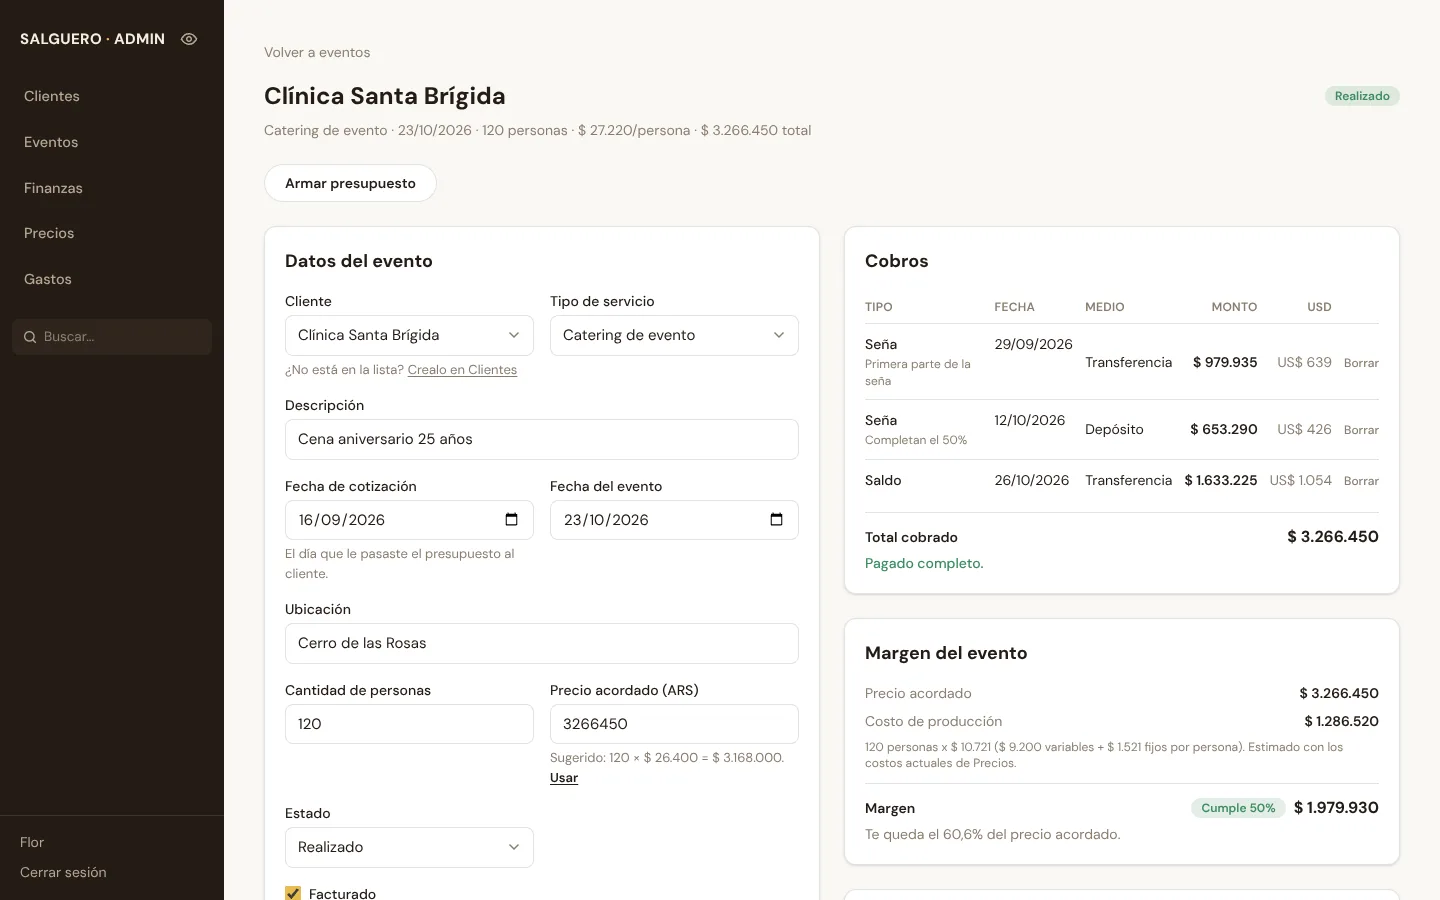 SALGUERO · ADMIN
Clientes
Eventos
Finanzas
Precios
Gastos
Buscar...
Flor
Cerrar sesión
Volver a eventos
Clínica Santa Brígida
Realizado
Catering de evento · 23/10/2026 · 120 personas · $ 27.220/persona · $ 3.266.450 total
Armar presupuesto
Datos del evento
Cliente
Tipo de servicio
Clínica Santa Brígida
Catering de evento
¿No está en la lista? Crealo en Clientes
Descripción
Cena aniversario 25 años
Fecha de cotización
Fecha del evento
16/09/2026
23/10/2026
El día que le pasaste el presupuesto al
cliente.
Ubicación
Cerro de las Rosas
Cantidad de personas
Precio acordado (ARS)
120
3266450
Sugerido: 120 × $ 26.400 = $ 3.168.000.
Usar
Estado
Realizado
Facturado
Cobros
TIPO FECHA MEDIO MONTO USD
Seña 29/09/2026 Transferencia $ 979.935 US$ 639 Borrar
Primera parte de la
seña
Seña 12/10/2026 Depósito $ 653.290 US$ 426 Borrar
Completan el 50%
Saldo 26/10/2026 Transferencia $ 1.633.225 US$ 1.054 Borrar
Total cobrado $ 3.266.450
Pagado completo.
Margen del evento
Precio acordado $ 3.266.450
Costo de producción $ 1.286.520
120 personas x $ 10.721 ($ 9.200 variables + $ 1.521 fijos por persona). Estimado con los
costos actuales de Precios.
Margen Cumple 50% $ 1.979.930
Te queda el 60,6% del precio acordado.